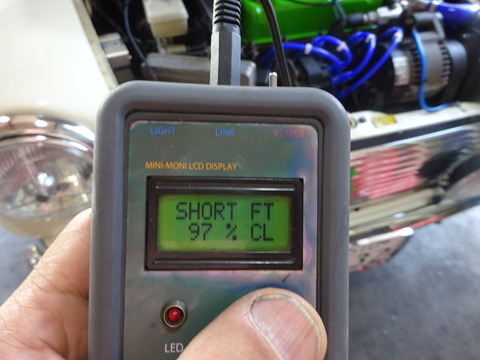 LIGHT LINK POWER
MINI-MONI LCD DISPLAY
SHORT FT
97 % CL
LED